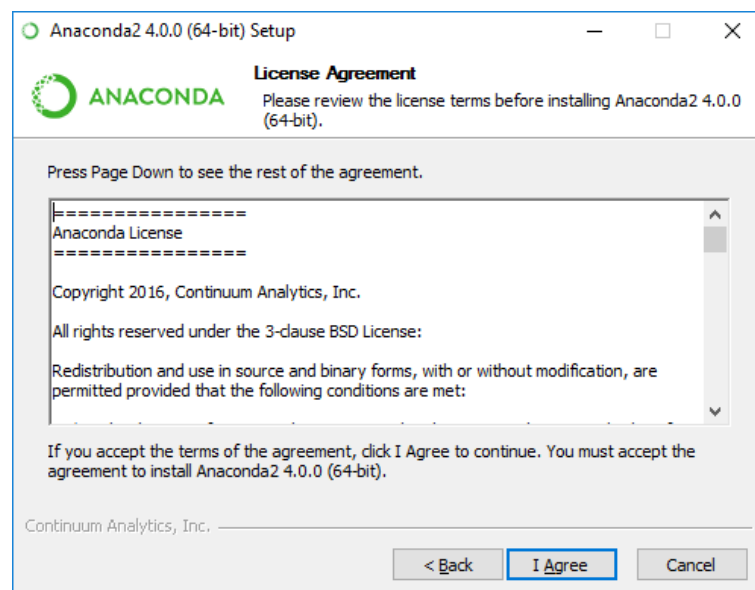 Anaconda2 4.0.0 (64-bit) Setup
ANACONDA
License Agreement
Please review the license terms before installing Anaconda2 4.0.0
(64-bit).
Press Page Down to see the rest of the agreement.
================
Anaconda License
================
Copyright 2016, Continuum Analytics, Inc.
All rights reserved under the 3-clause BSD License:
Redistribution and use in source and binary forms, with or without modification, are
permitted provided that the following conditions are met:
If you accept the terms of the agreement, click I Agree to continue. You must accept the
agreement to install Anaconda2 4.0.0 (64-bit).
Continuum Analytics, Inc.
< Back
I Agree
Cancel